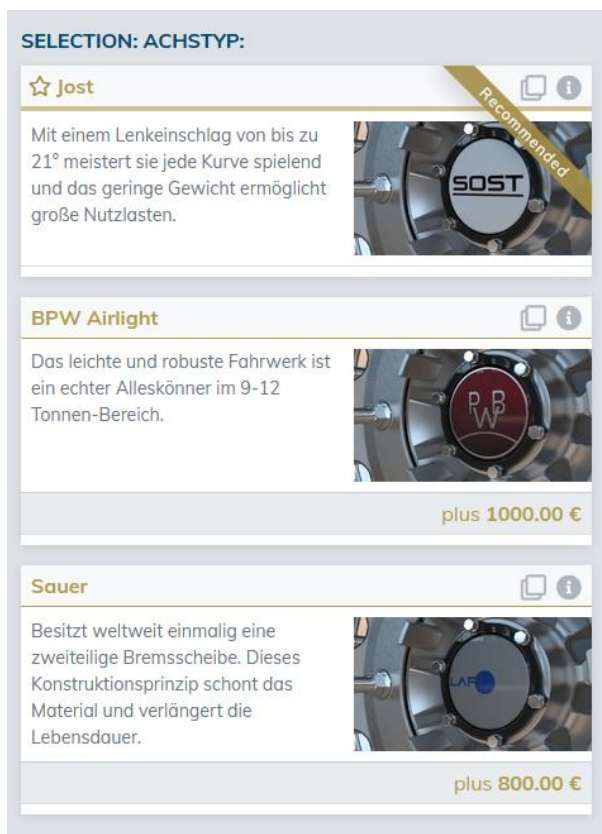 SELECTION: ACHSTYP:
Jost
Recommended
Mit einem Lenkeinschlag von bis zu
21° meistert sie jede Kurve spielend
und das geringe Gewicht ermöglicht
große Nutzlasten.
SOST
BPW Airlight
Das leichte und robuste Fahrwerk ist
ein echter Alleskönner im 9-12
Tonnen-Bereich.
PWB
plus 1000.00 €
Sauer
Besitzt weltweit einmalig eine
zweiteilige Bremsscheibe. Dieses
Konstruktionsprinzip schont das
Material und verlängert die
Lebensdauer.
LAF
plus 800.00 €